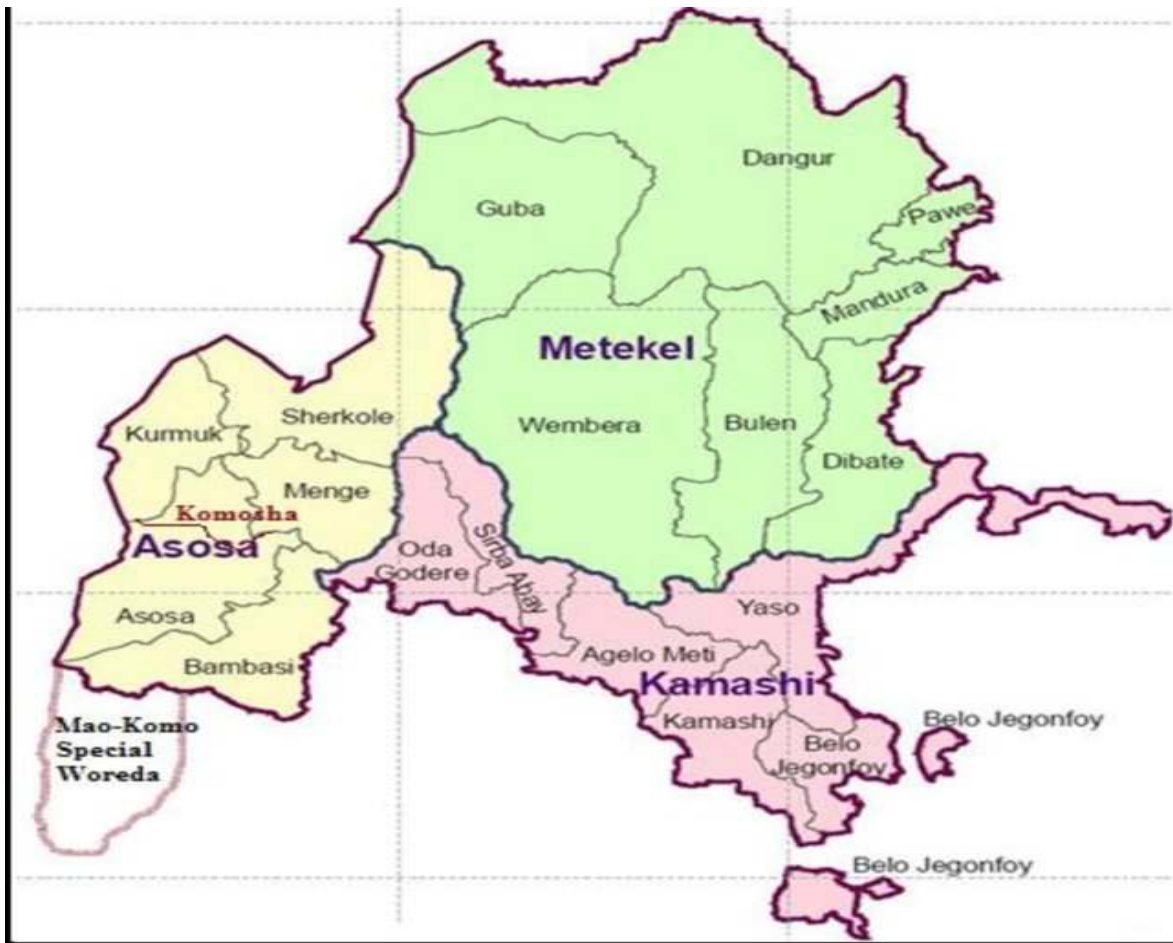 Dangur
Guba
Pawe
Mandura
Metekel
Sherkole
Kurmuk
Wembera
Bulen
Dibate
Menge
Komosha
Asosa
Oda
Godere
Sirba Abay
Asosa
Yaso
Bambasi
Agelo Meti
Kamashi
Mao-Komo
Special
Woreda
Kamashi
Belo Jegonfoy
Belo
Jegonfoy
Belo Jegonfoy